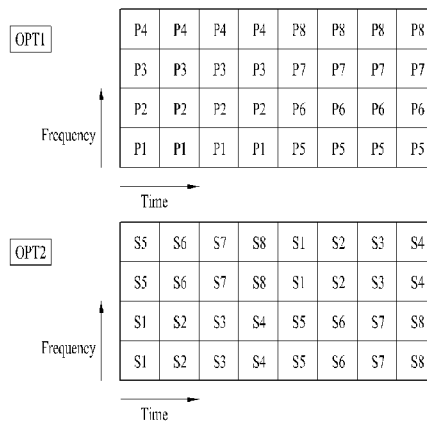 OPT1
P4 P4 P4 P4 P8 P8 P8 P8
P3 P3 P3 P3 P7 P7 P7 P7
P2 P2 P2 P2 P6 P6 P6 P6
P1 P1 P1 P1 P5 P5 P5 P5
Frequency
Time
OPT2
S5 S6 S7 S8 S1 S2 S3 S4
S5 S6 S7 S8 S1 S2 S3 S4
S1 S2 S3 S4 S5 S6 S7 S8
S1 S2 S3 S4 S5 S6 S7 S8
Frequency
Time